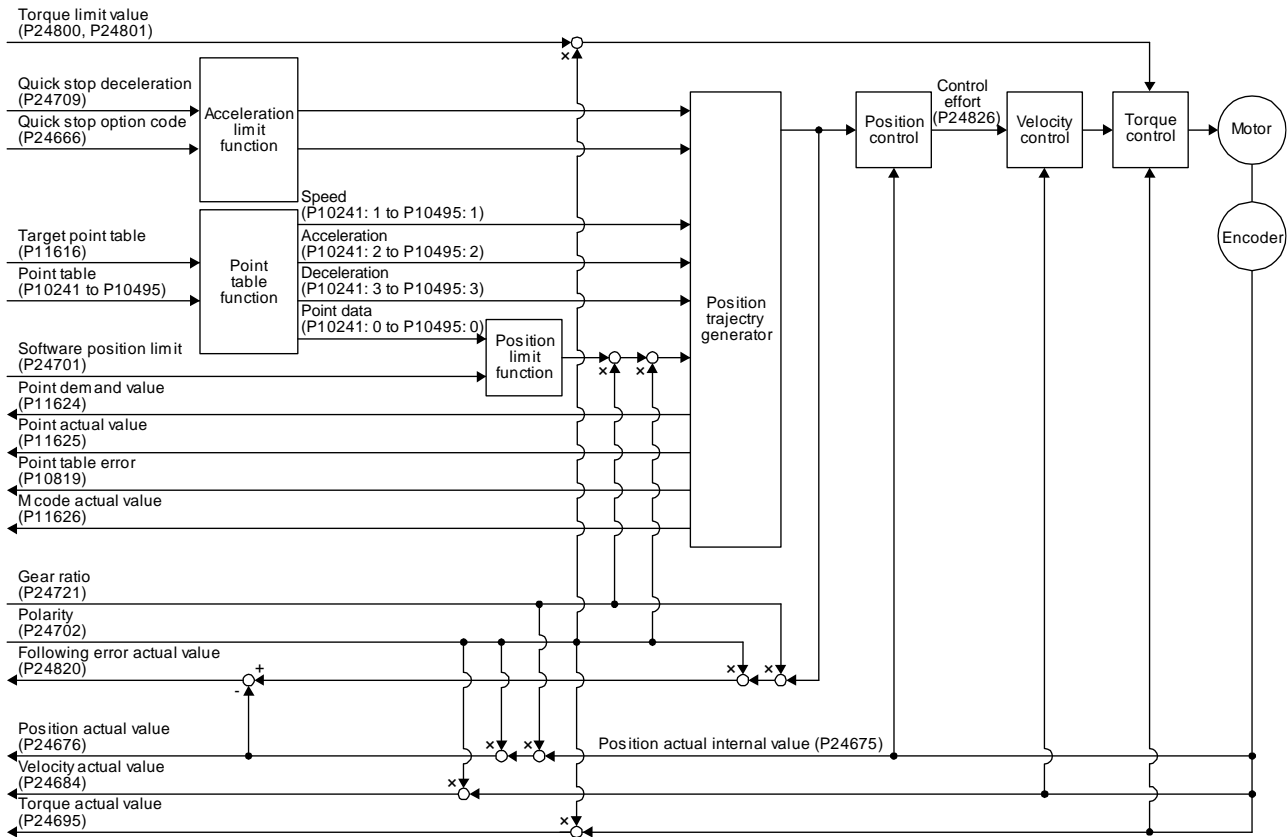 Torque limit value
(P24800, P24801)
×
Quick stop deceleration
(P24709)
Quick stop option code
(P24666)
Acceleration
limit
function
Control
effort
(P24826)
Position
control
Velocity
control
Torque
control
Motor
Encoder
Speed
(P10241: 1 to P10495: 1)
Target point table
(P11616)
Point table
(P10241 to P10495)
Point
table
function
Acceleration
(P10241: 2 to P10495: 2)
Deceleration
(P10241: 3 to P10495: 3)
Point data
(P10241: 0 to P10495: 0)
Position
trajectry
generator
Software position limit
(P24701)
Position
limit
function
× ×
Point demand value
(P11624)
Point actual value
(P11625)
Point table error
(P10819)
M code actual value
(P11626)
Gear ratio
(P24721)
Polarity
(P24702)
Following error actual value
(P24820)
+
-
× ×
Position actual value
(P24676)
× ×
Position actual internal value (P24675)
Velocity actual value
(P24684)
×
Torque actual value
(P24695)
×